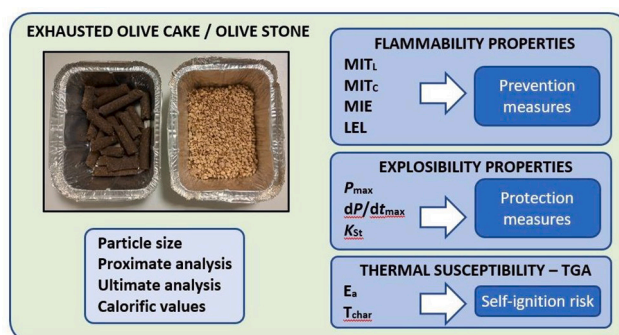 EXHAUSTED OLIVE CAKE / OLIVE STONE
Particle size
Proximate analysis
Ultimate analysis
Calorific values
FLAMMABILITY PROPERTIES
MITL
MITC
MIE
LEL
Prevention
measures
EXPLOSIBILITY PROPERTIES
Pmax
dP/dtmax
KSt
Protection
measures
THERMAL SUSCEPTIBILITY – TGA
Ea
Tchar
Self-ignition risk